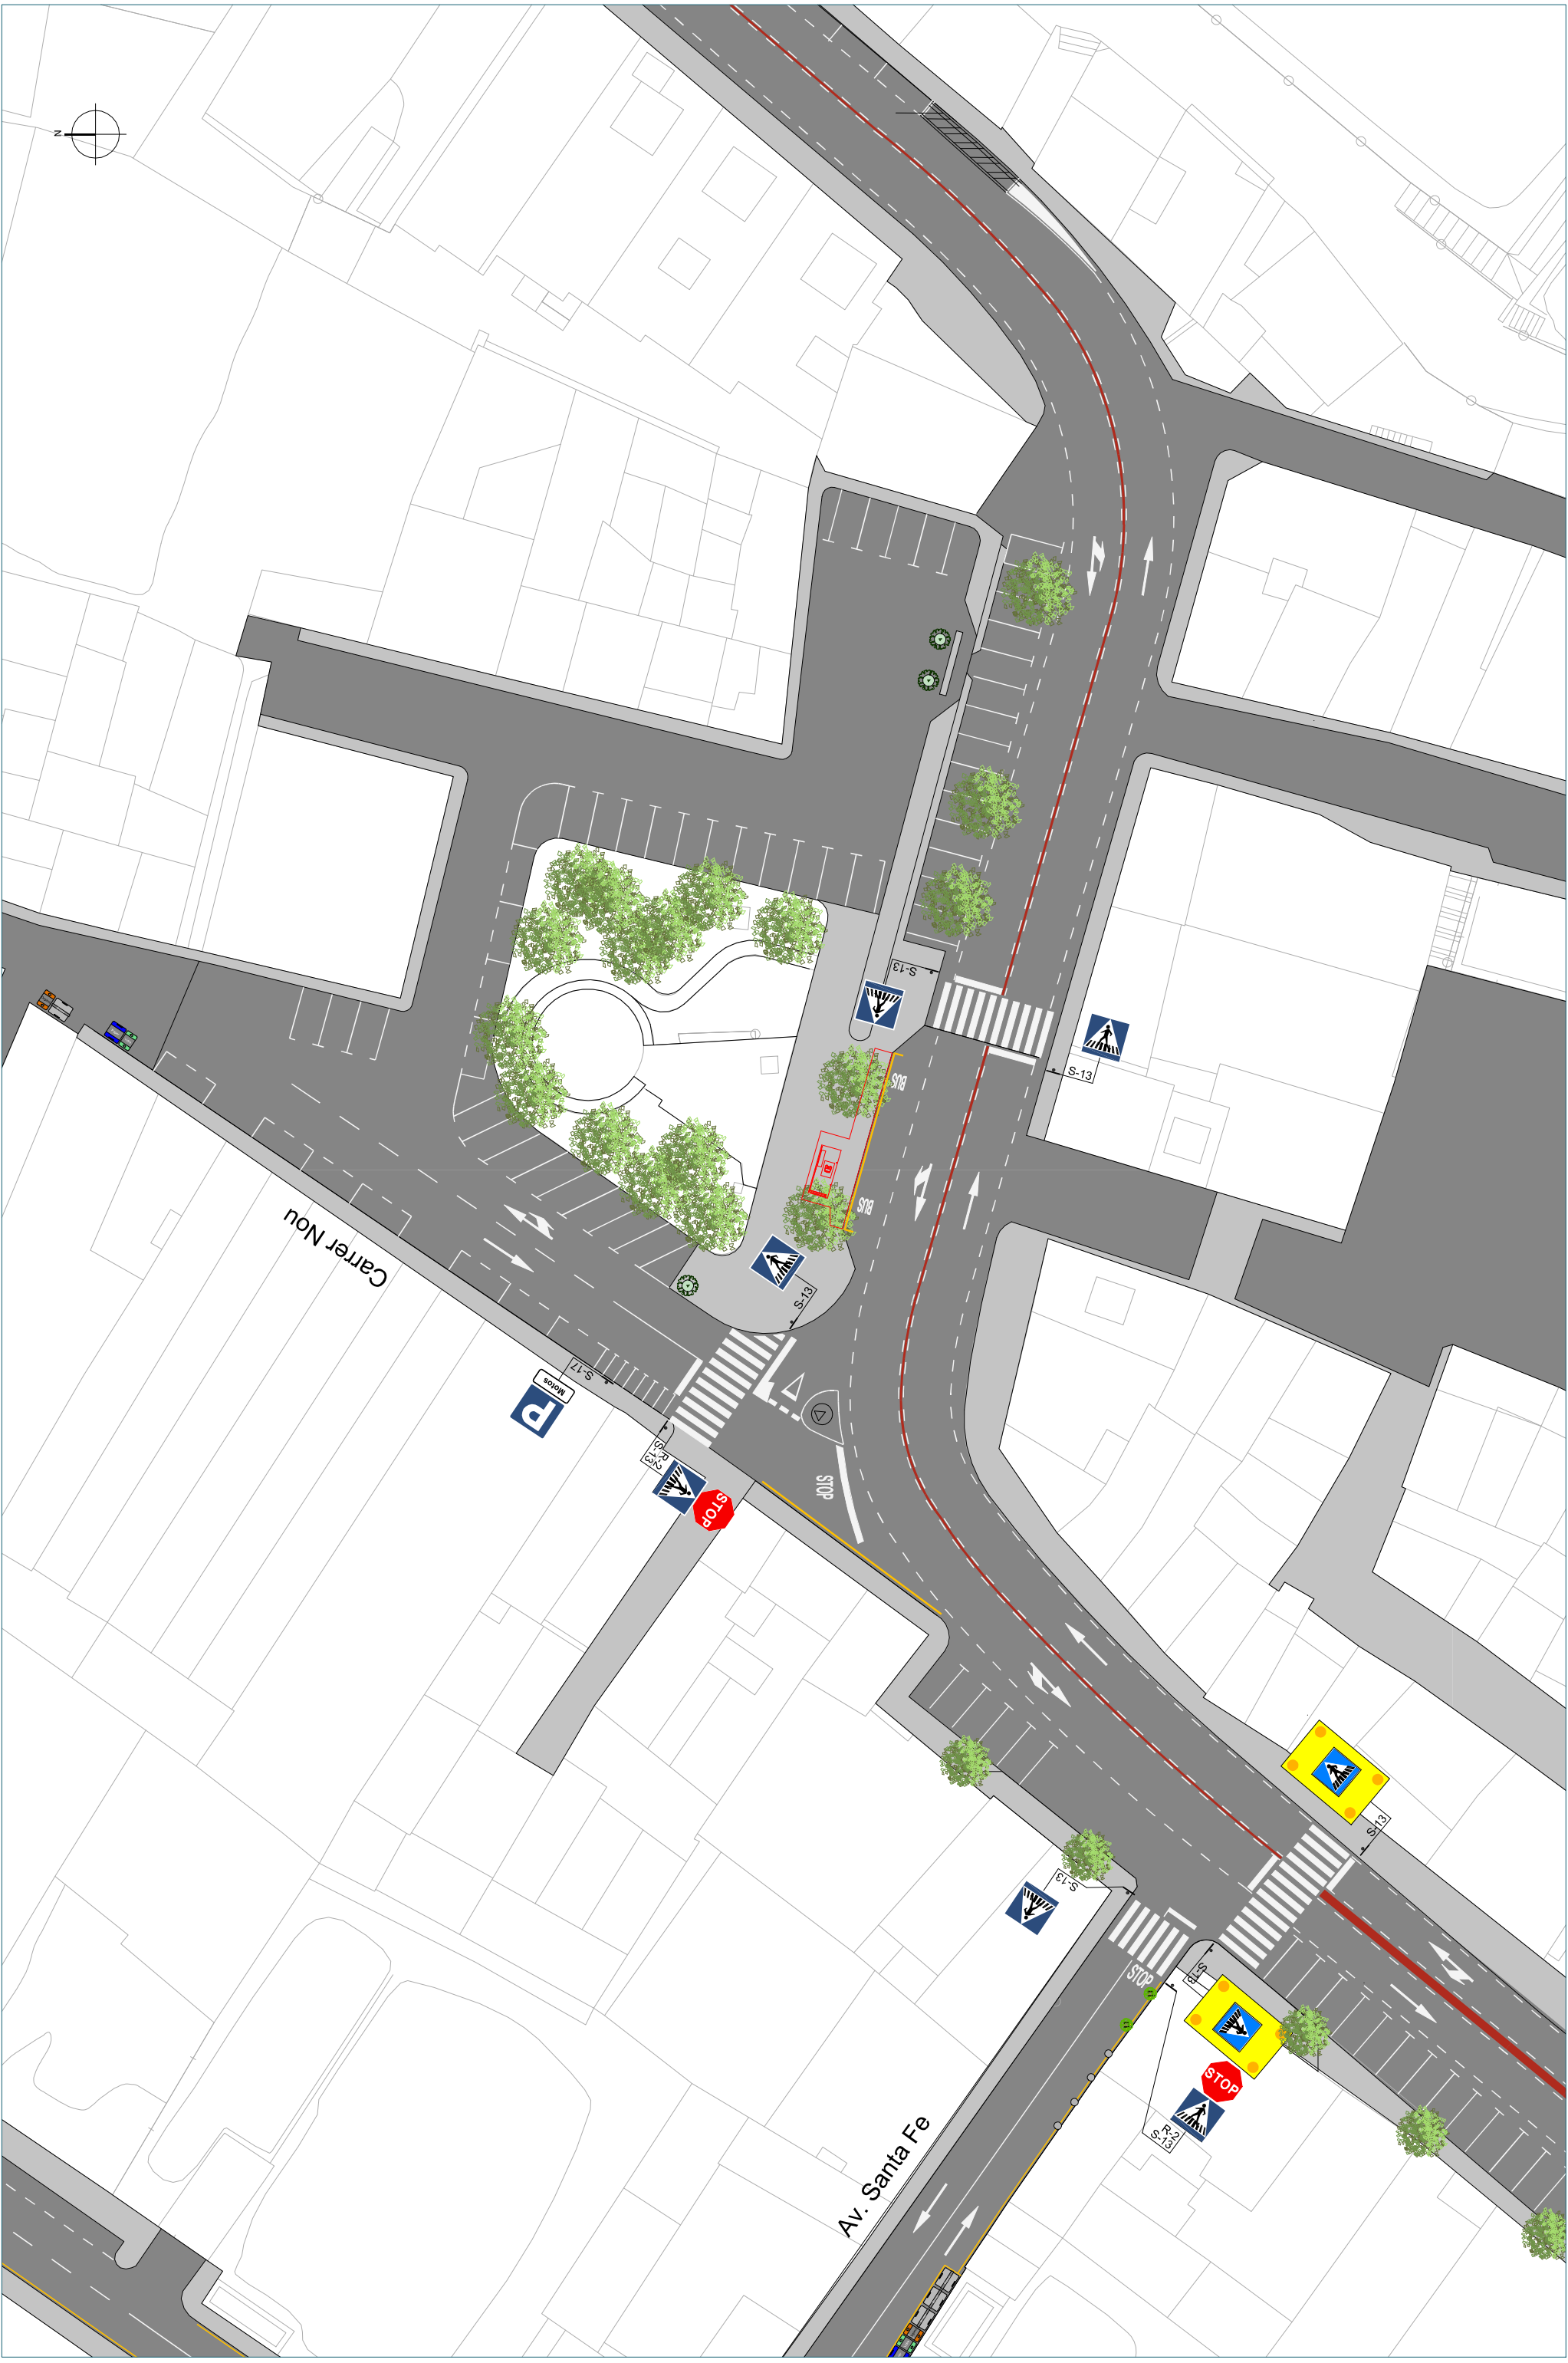 N
S-13
S-13
BUS
BUS
Carrer Nou
S-13
S-17
Motos
P
R-2
S-13
STOP
STOP
S-13
S-13
STOP
S-13
STOP
R-2
S-13
Av. Santa Fe